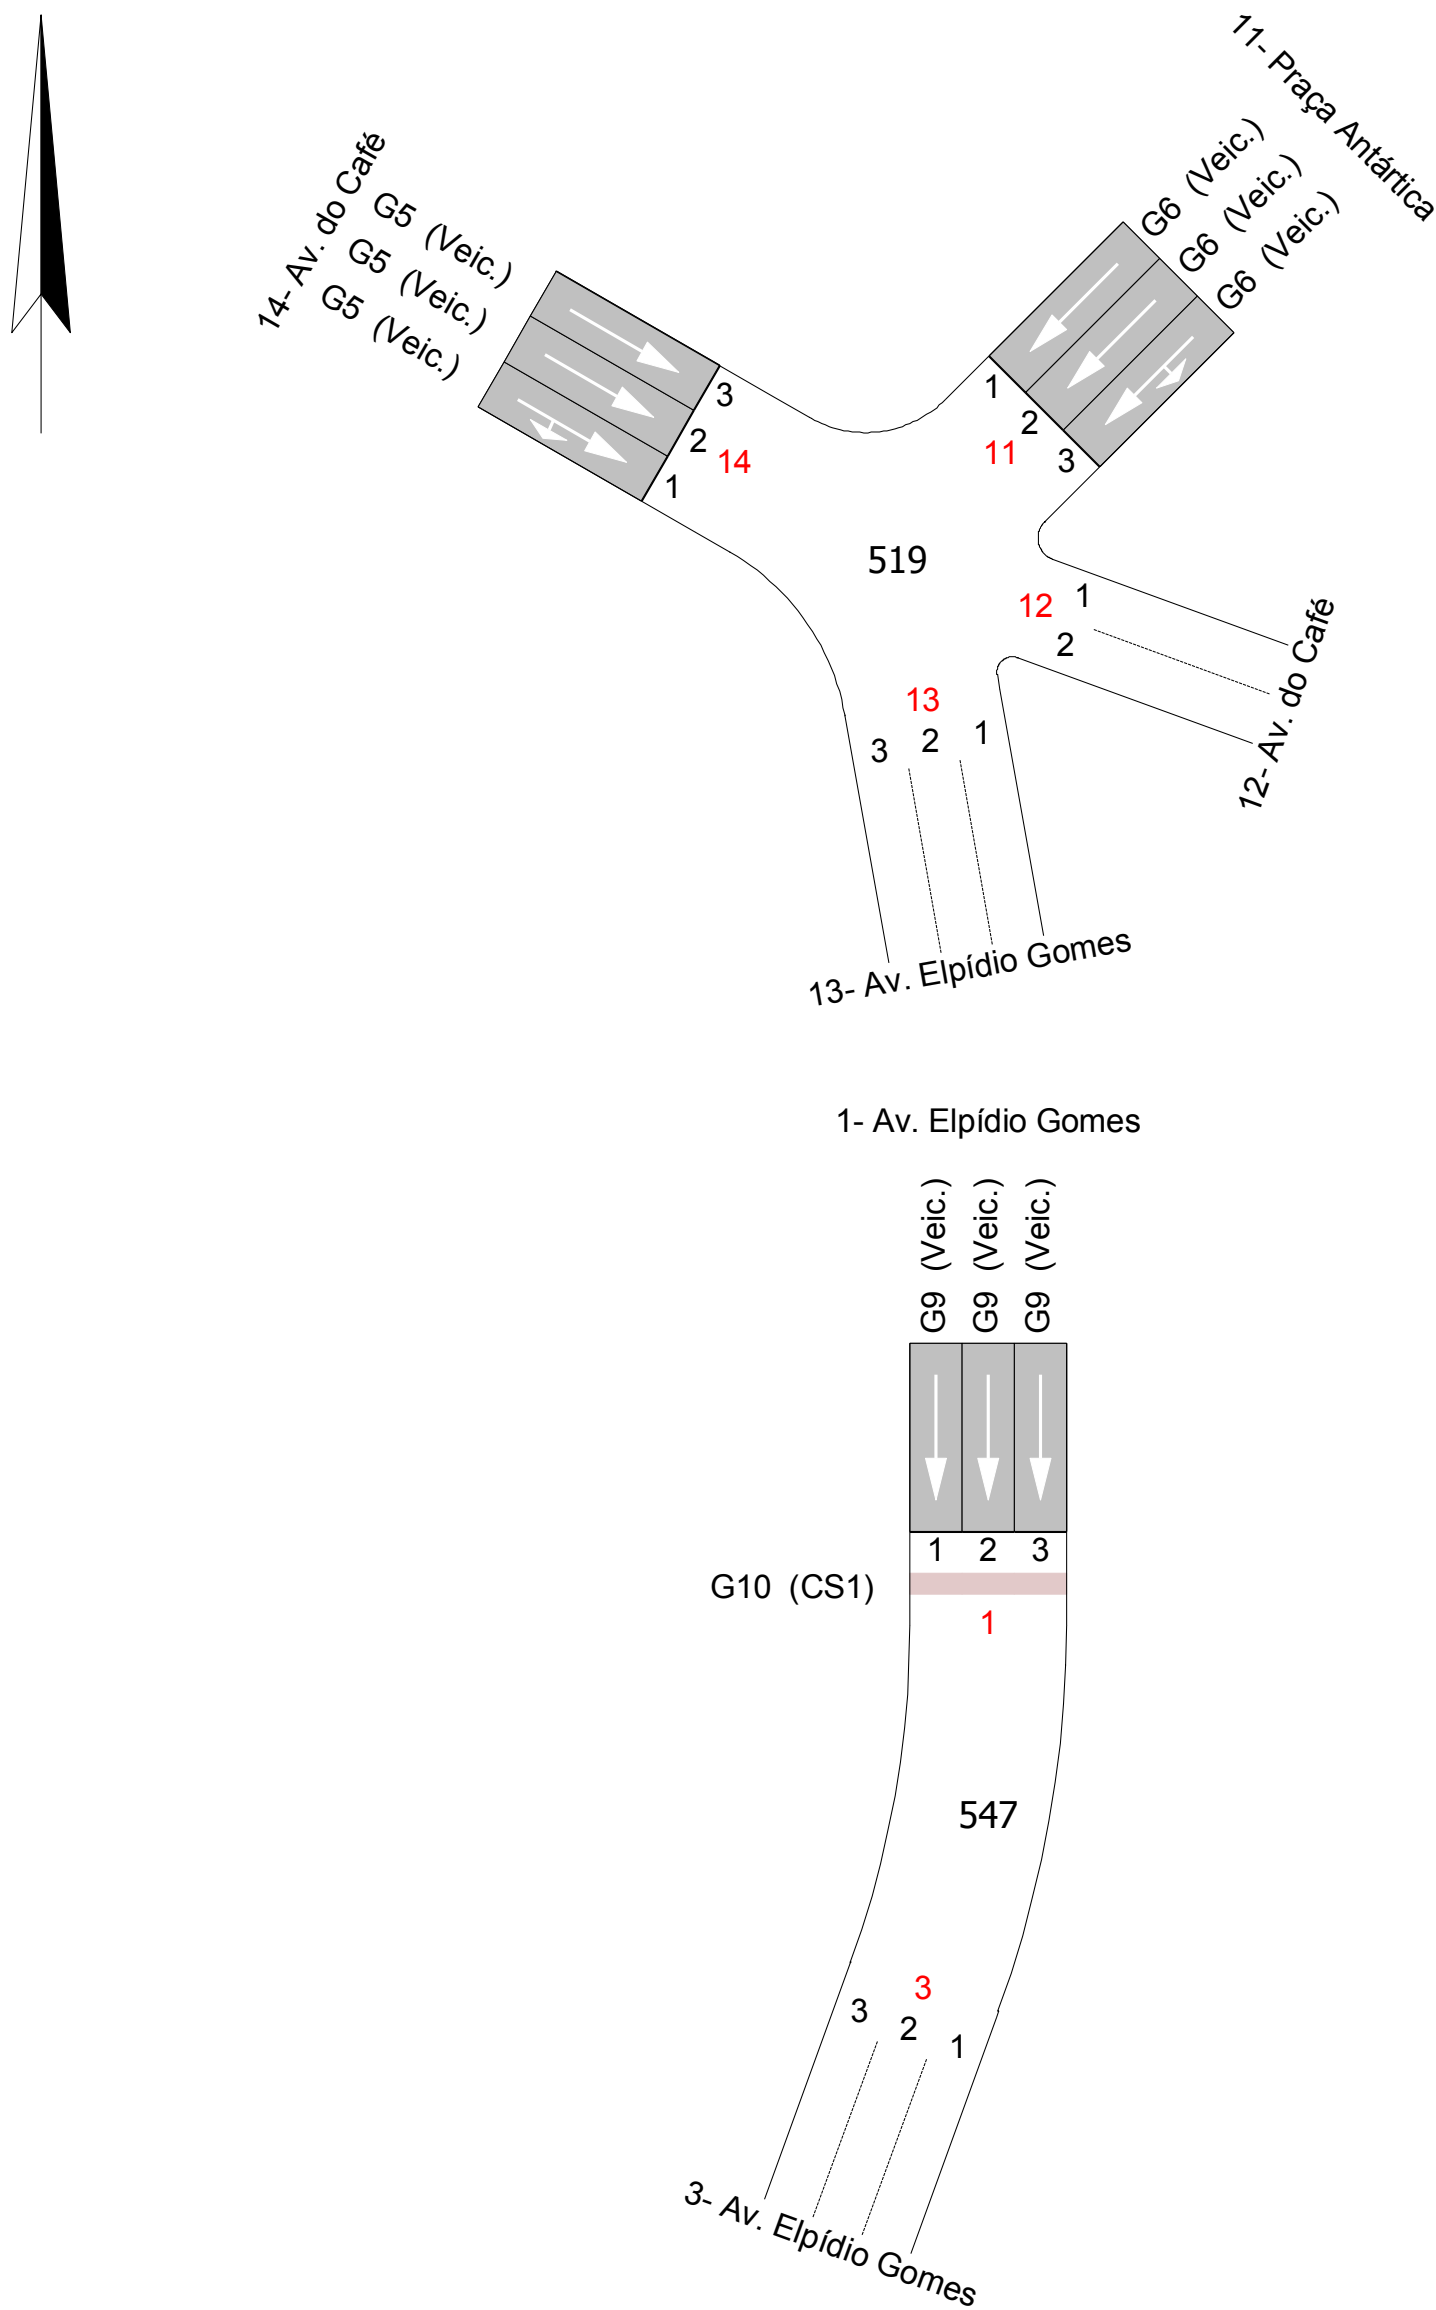 11- Praça Antártica
G6 (Veic.)
G6 (Veic.)
G6 (Veic.)
14- Av. do Café
G5 (Veic.)
G5 (Veic.)
G5 (Veic.)
3
2
1
14
1
2
3
11
519
12
1
2
12- Av. do Café
13
3 2 1
13- Av. Elpídio Gomes
1- Av. Elpídio Gomes
G9 (Veic.)
G9 (Veic.)
G9 (Veic.)
1 2 3
G10 (CS1)
1
547
3
3 2 1
3- Av. Elpídio Gomes